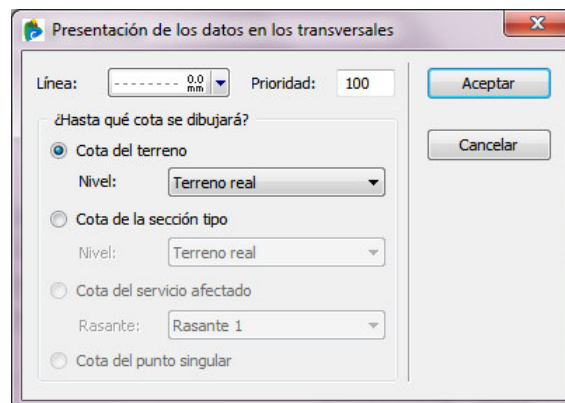 Presentación de los datos en los transversales
Línea: 0.0 mm Prioridad: 100 Aceptar
¿Hasta qué cota se dibujará?
Cota del terreno Cancelar
Nivel: Terreno real
Cota de la sección tipo
Nivel: Terreno real
Cota del servicio afectado
Rasante: Rasante 1
Cota del punto singular